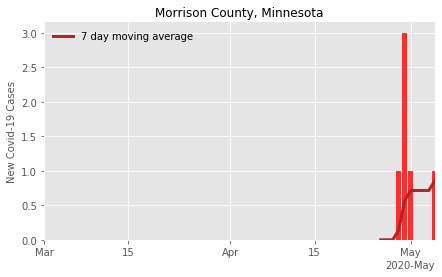 Morrison County, Minnesota
7 day moving average
New Covid-19 Cases
3.0
2.5
2.0
1.5
1.0
0.5
0.0
Mar
15
Apr
15
May
2020-May